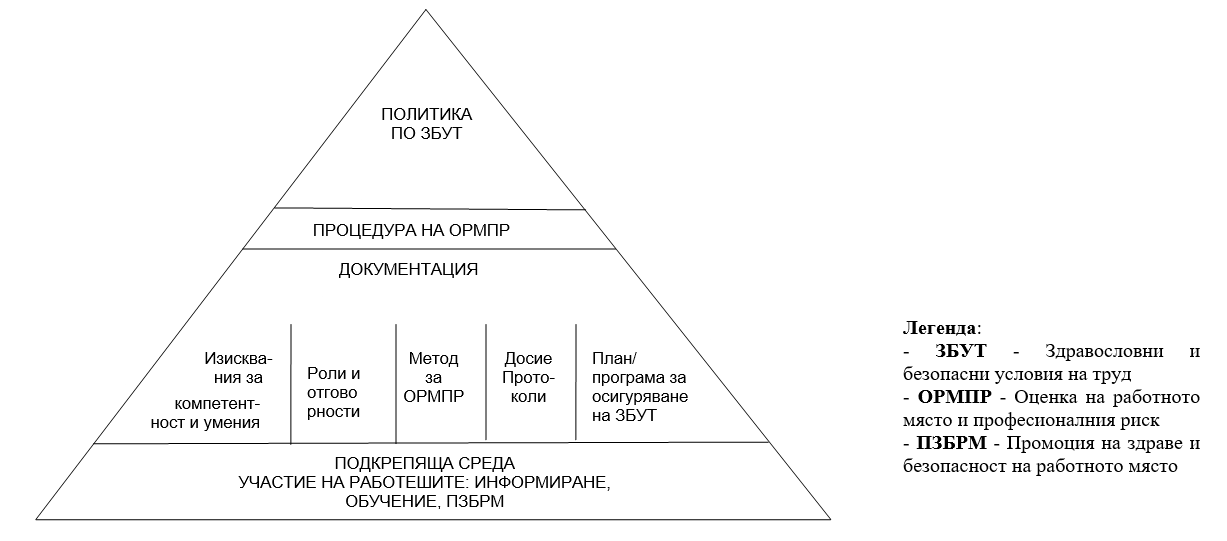 ПОЛИТИКА
ПО ЗБУТ
ПРОЦЕДУРА НА ОРМПР
ДОКУМЕНТАЦИЯ
Изисква-
ния за
компетент-
ност и умения
Роли и
отгово
рности
Метод
за
ОРМПР
Досие
Прото-
коли
План/
програма за
осигуряване
на ЗБУТ
ПОДКРЕПЯЩА СРЕДА
УЧАСТИЕ НА РАБОТЕШИТЕ: ИНФОРМИРАНЕ,
ОБУЧЕНИЕ, ПЗБРМ
Легенда:
- ЗБУТ - Здравословни и
безопасни условия на труд
- ОРМПР - Оценка на работното
място и професионалния риск
- ПЗБРМ - Промоция на здраве и
безопасност на работното място